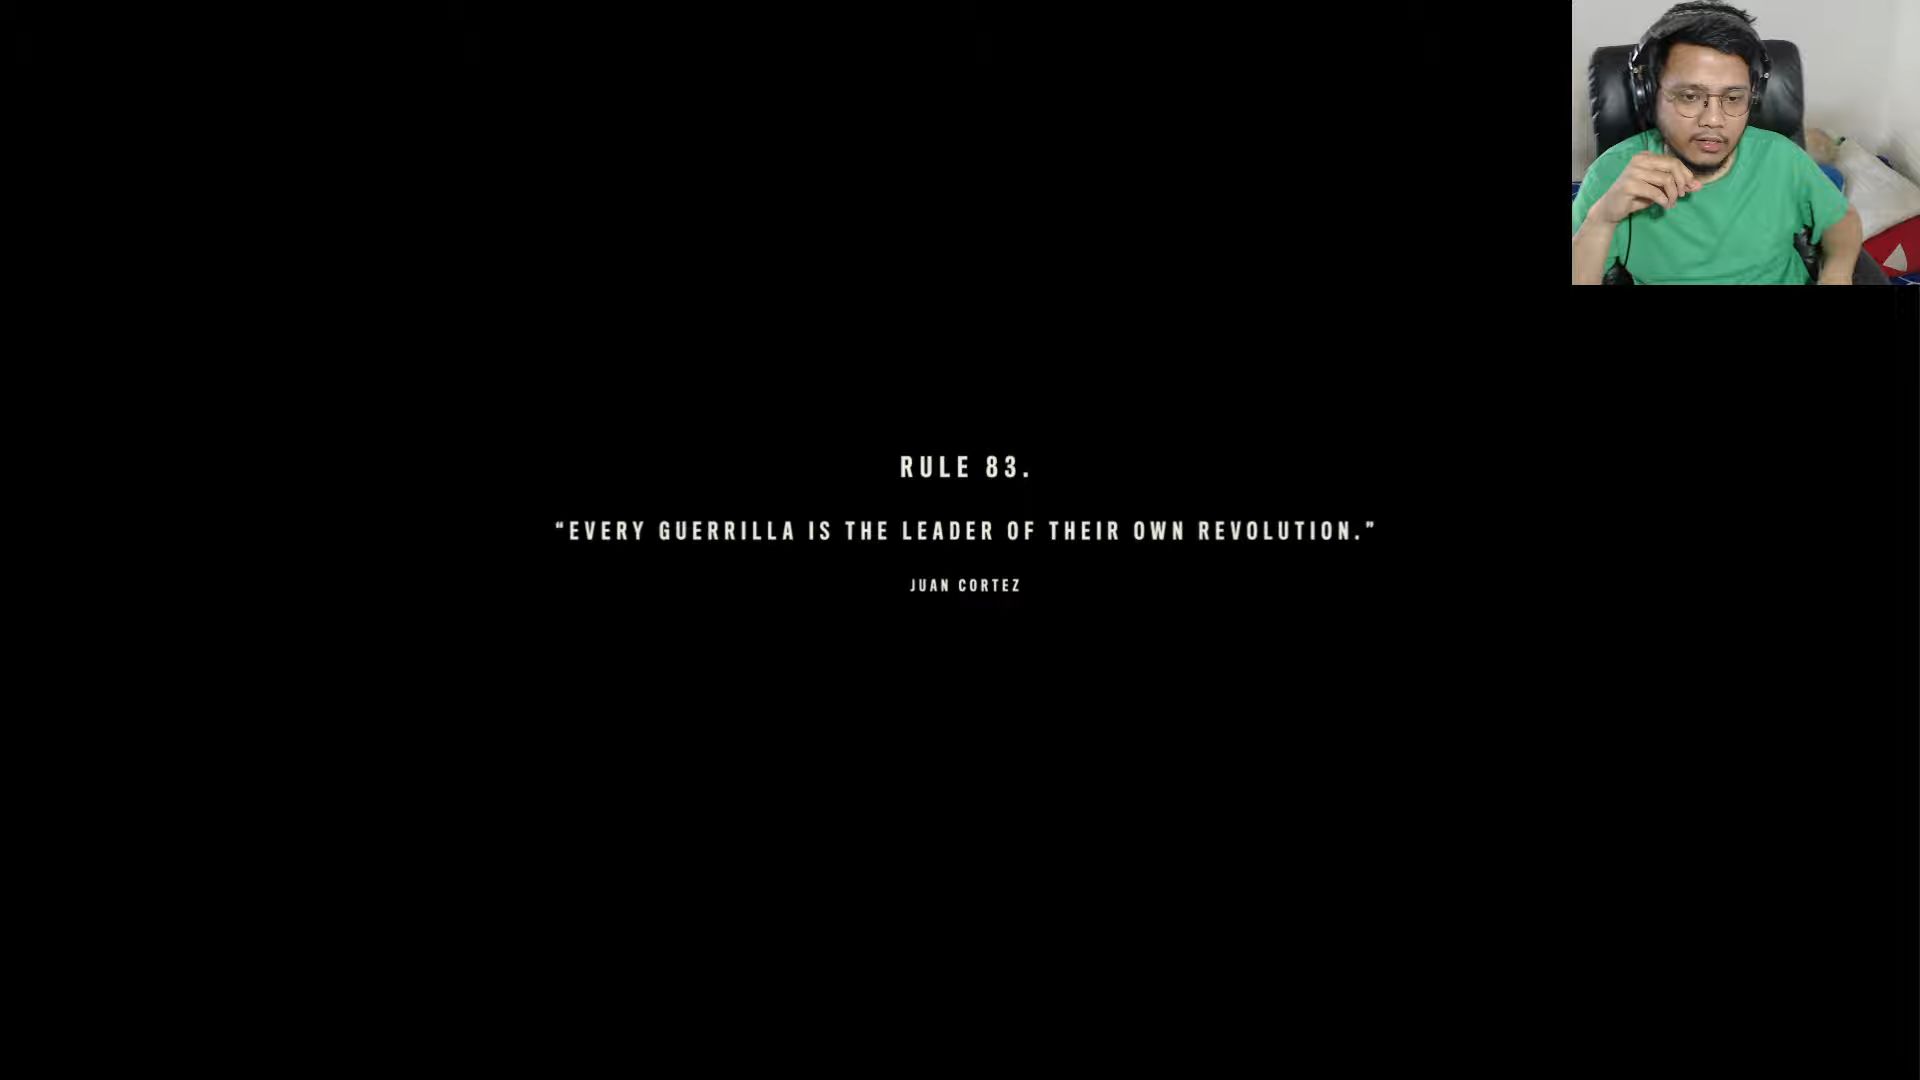 RULE 83.
“EVERY GUERRILLA IS THE LEADER OF THEIR OWN REVOLUTION.”
JUAN CORTEZ